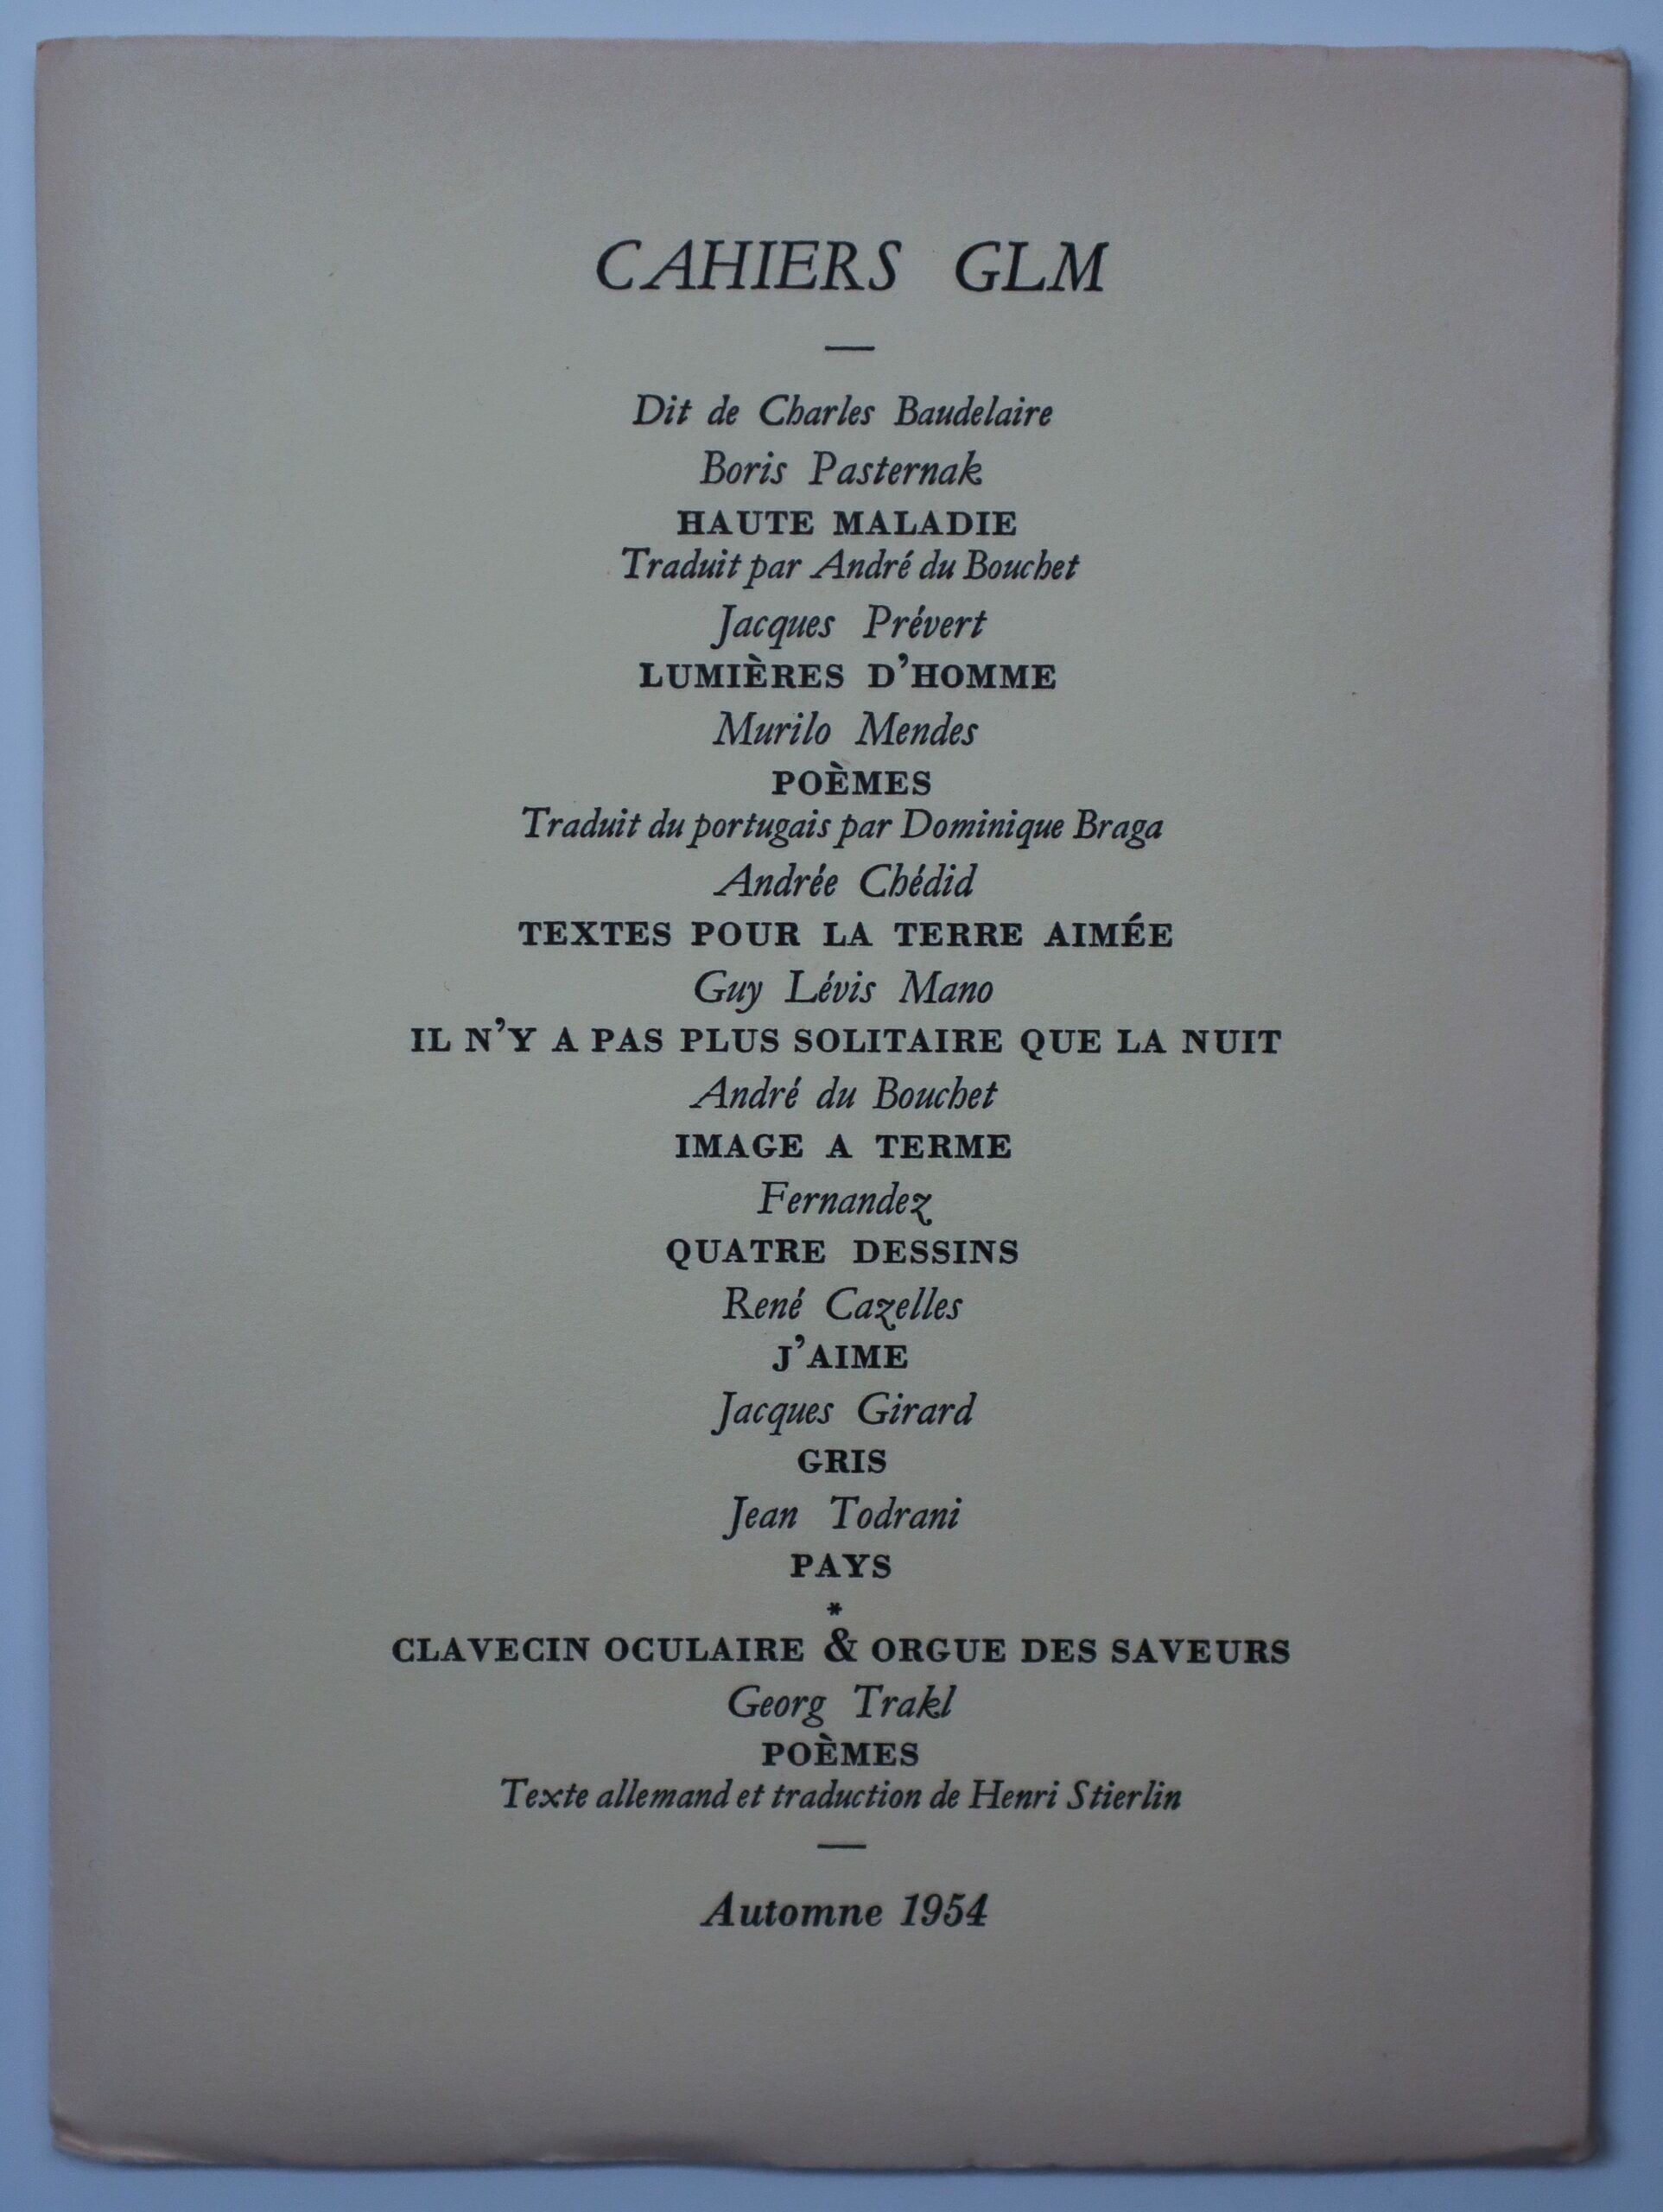 CAHIERS GLM
Dit de Charles Baudelaire
Boris Pasternak
HAUTE MALADIE
Traduit par André du Bouchet
Jacques Prévert
LUMIÈRES D'HOMME
Murilo Mendes
POÈMES
Traduit du portugais par Dominique Braga
Andrée Chédid
TEXTES POUR LA TERRE AIMÉE
Guy Lévis Mano
IL N'Y A PAS PLUS SOLITAIRE QUE LA NUIT
André du Bouchet
IMAGE A TERME
Fernandez
QUATRE DESSINS
René Cazelles
J'AIME
Jacques Girard
GRIS
Jean Todrani
PAYS
*
CLAVECIN OCULAIRE & ORGUE DES SAVEURS
Georg Trakl
POÈMES
Texte allemand et traduction de Henri Stierlin
Automne 1954